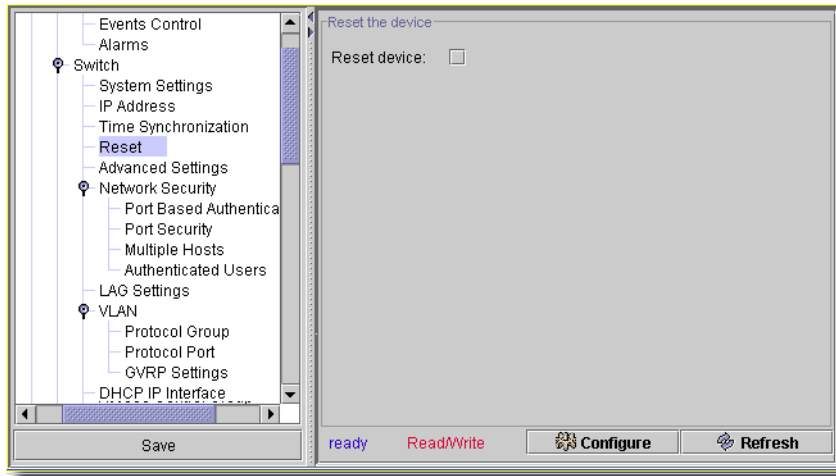 Events Control
Alarms
Switch
System Settings
IP Address
Time Synchronization
Reset
Advanced Settings
Network Security
Port Based Authentica
Port Security
Multiple Hosts
Authenticated Users
LAG Settings
VLAN
Protocol Group
Protocol Port
GVRP Settings
DHCP IP Interface
Save
Reset the device
Reset device:
ready Read/Write Configure Refresh